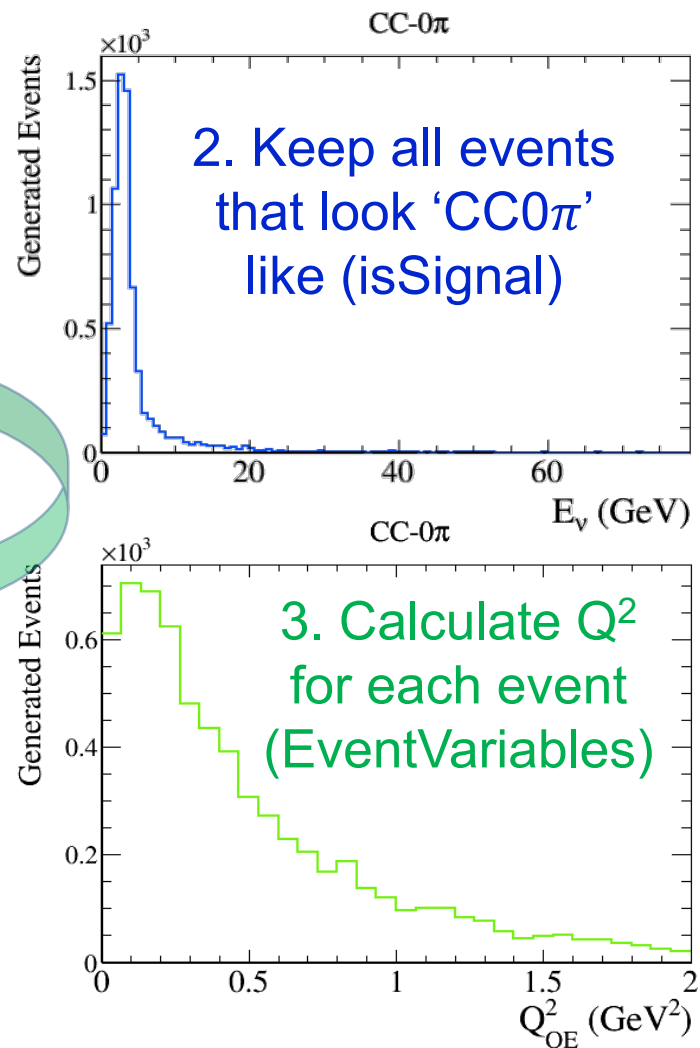 CC-0π
×10³
Generated Events
1.5
1
0.5
0
2. Keep all events
that look ‘CC0π’
like (isSignal)
0 20 40 60
E_ν (GeV)
CC-0π
×10³
Generated Events
0.6
0.4
0.2
0
3. Calculate Q²
for each event
(EventVariables)
0 0.5 1 1.5 2
Q²_QE (GeV²)